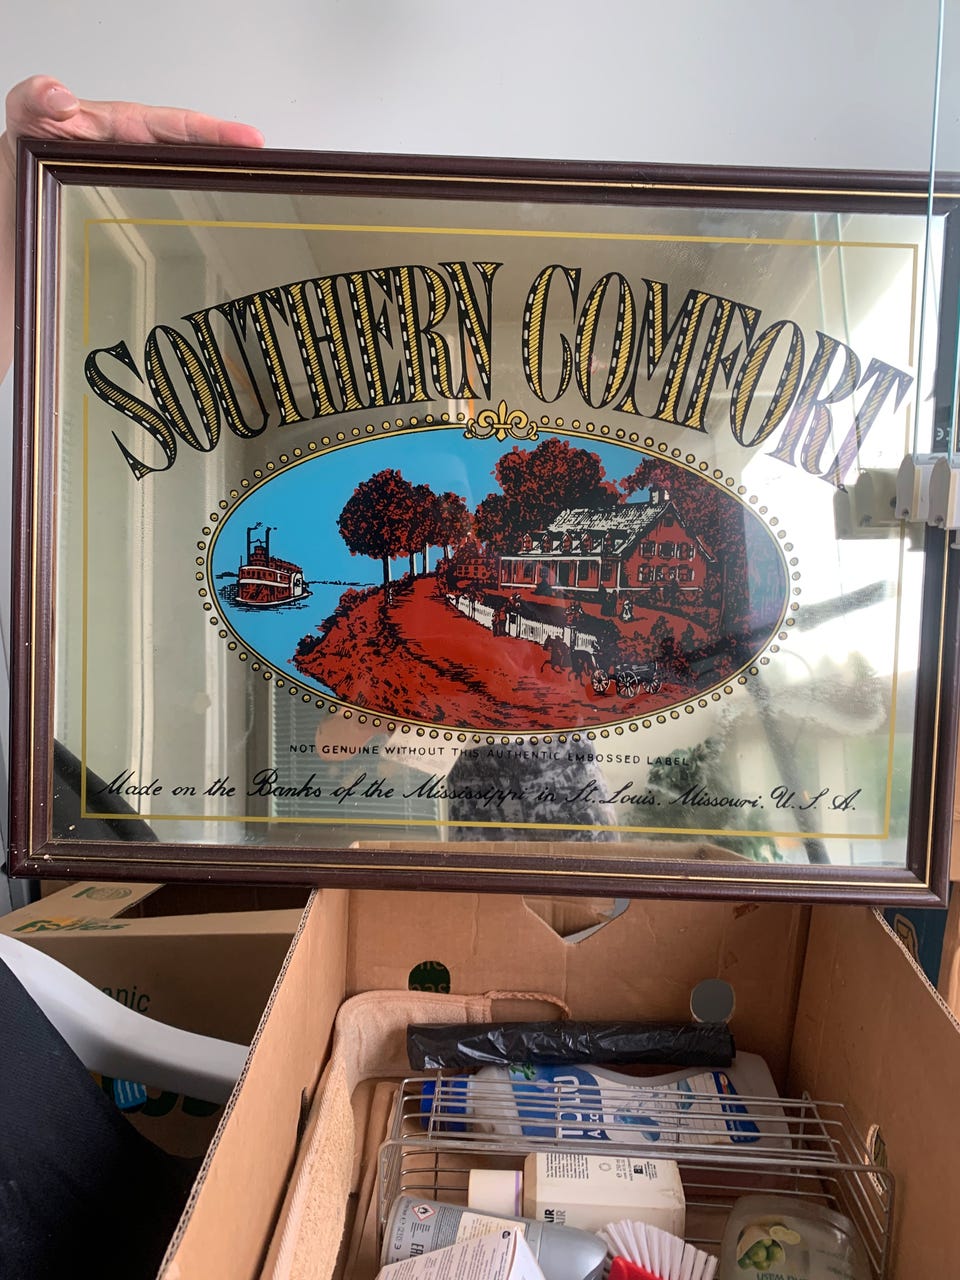 SOUTHERN COMFORT
NOT GENUINE WITHOUT THIS AUTHENTIC EMBOSSED LABEL
Made on the Banks of the Mississippi in St. Louis, Missouri. U. S. A.